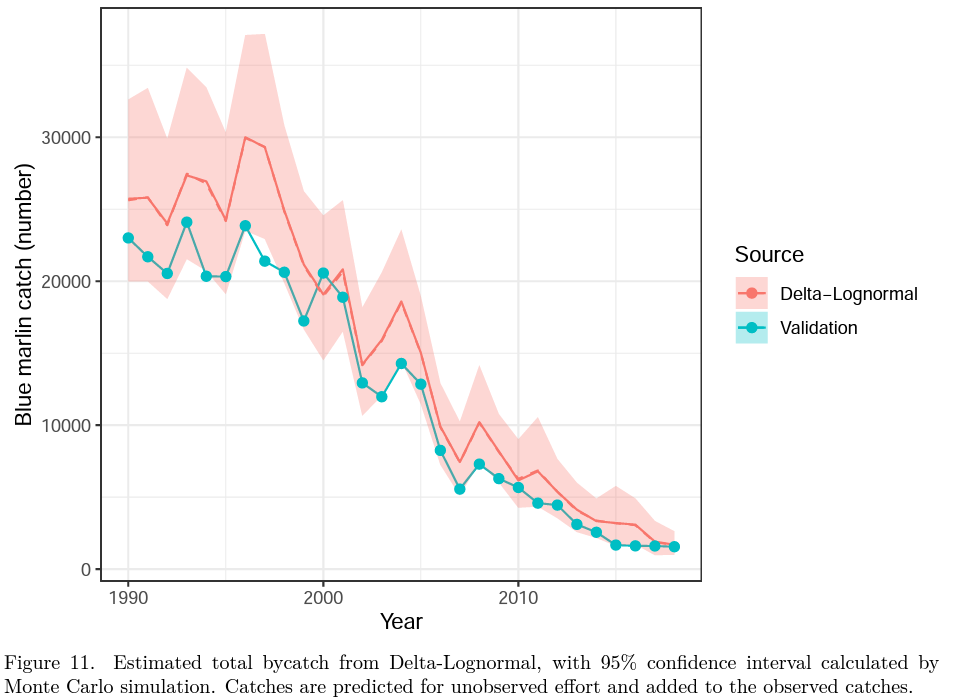 Blue marlin catch (number)
30000
20000
10000
0
1990
2000
2010
Year
Source
Delta−Lognormal
Validation
Figure 11. Estimated total bycatch from Delta-Lognormal, with 95% confidence interval calculated by
Monte Carlo simulation. Catches are predicted for unobserved effort and added to the observed catches.